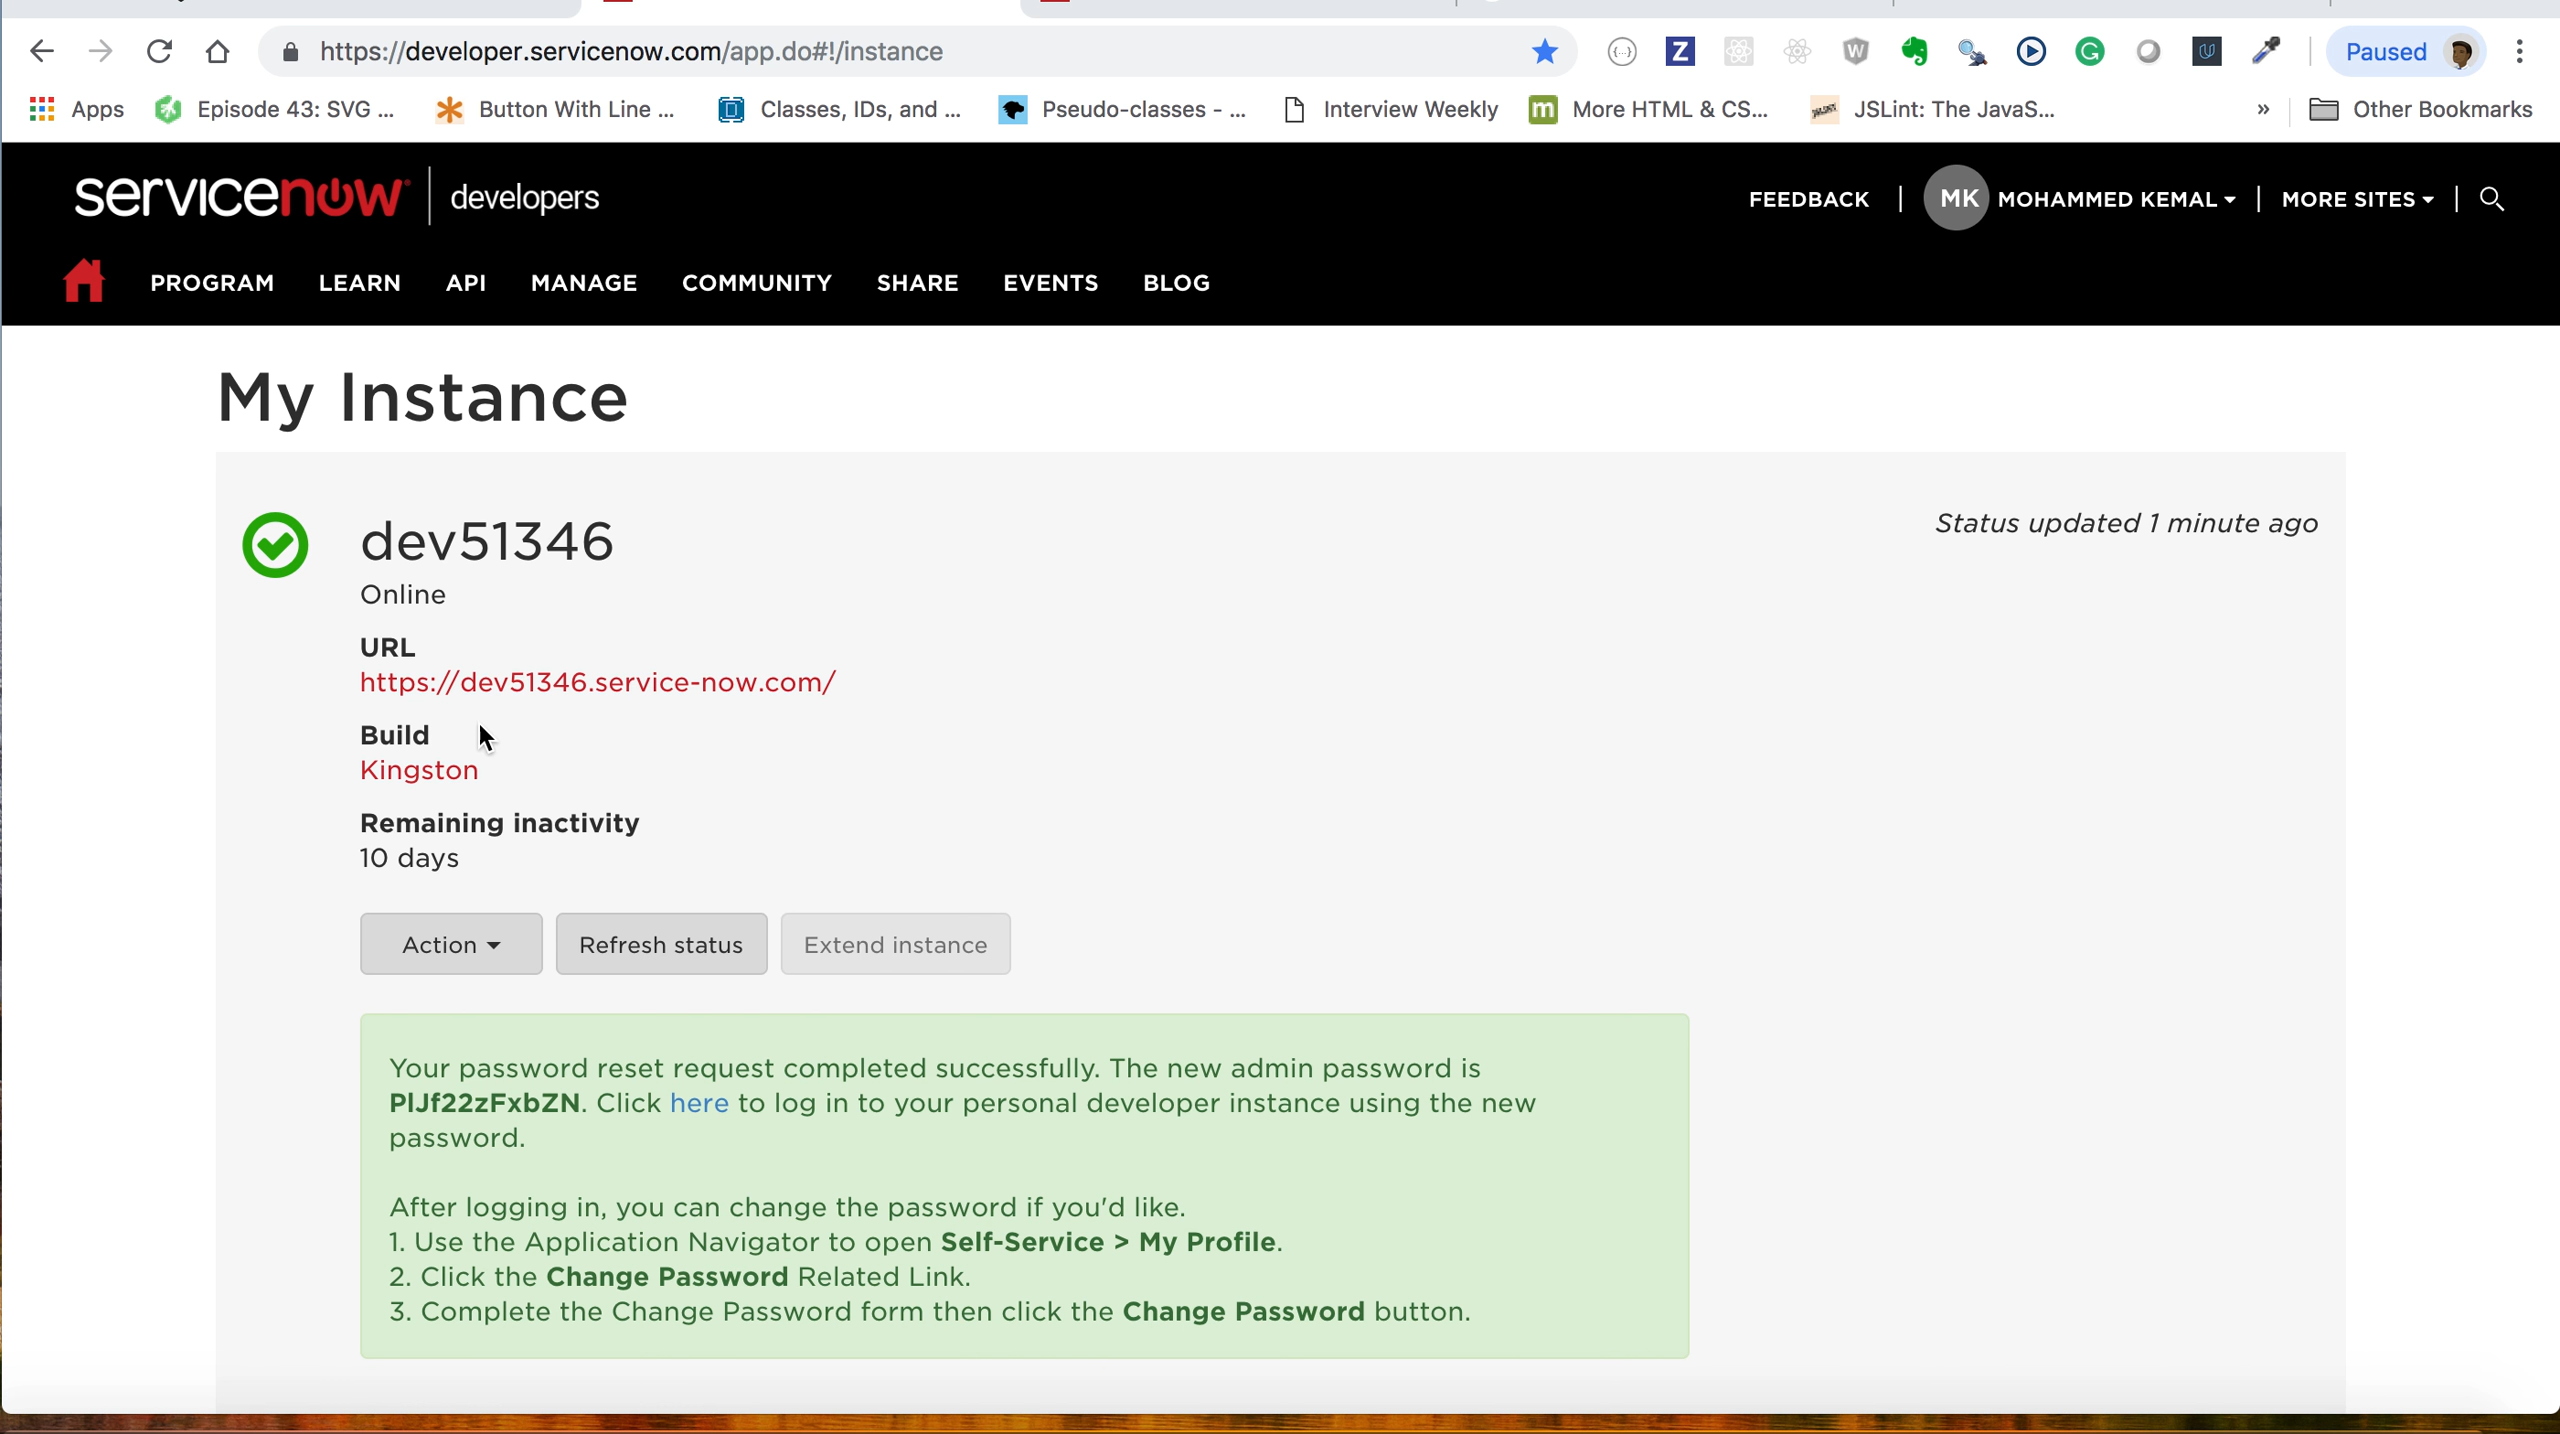 https://developer.servicenow.com/app.do#!/instance
Paused
Apps
Episode 43: SVG ...
Button With Line ...
Classes, IDs, and ...
Pseudo-classes - ...
Interview Weekly
More HTML & CS...
JSLint: The JavaS...
»
Other Bookmarks
servicenow | developers
FEEDBACK | MK MOHAMMED KEMAL | MORE SITES |
PROGRAM LEARN API MANAGE COMMUNITY SHARE EVENTS BLOG
My Instance
dev51346
Status updated 1 minute ago
Online
URL
https://dev51346.service-now.com/
Build
Kingston
Remaining inactivity
10 days
Action
Refresh status
Extend instance
Your password reset request completed successfully. The new admin password is
PlJf22zFxbZN. Click here to log in to your personal developer instance using the new
password.
After logging in, you can change the password if you'd like.
1. Use the Application Navigator to open Self-Service > My Profile.
2. Click the Change Password Related Link.
3. Complete the Change Password form then click the Change Password button.